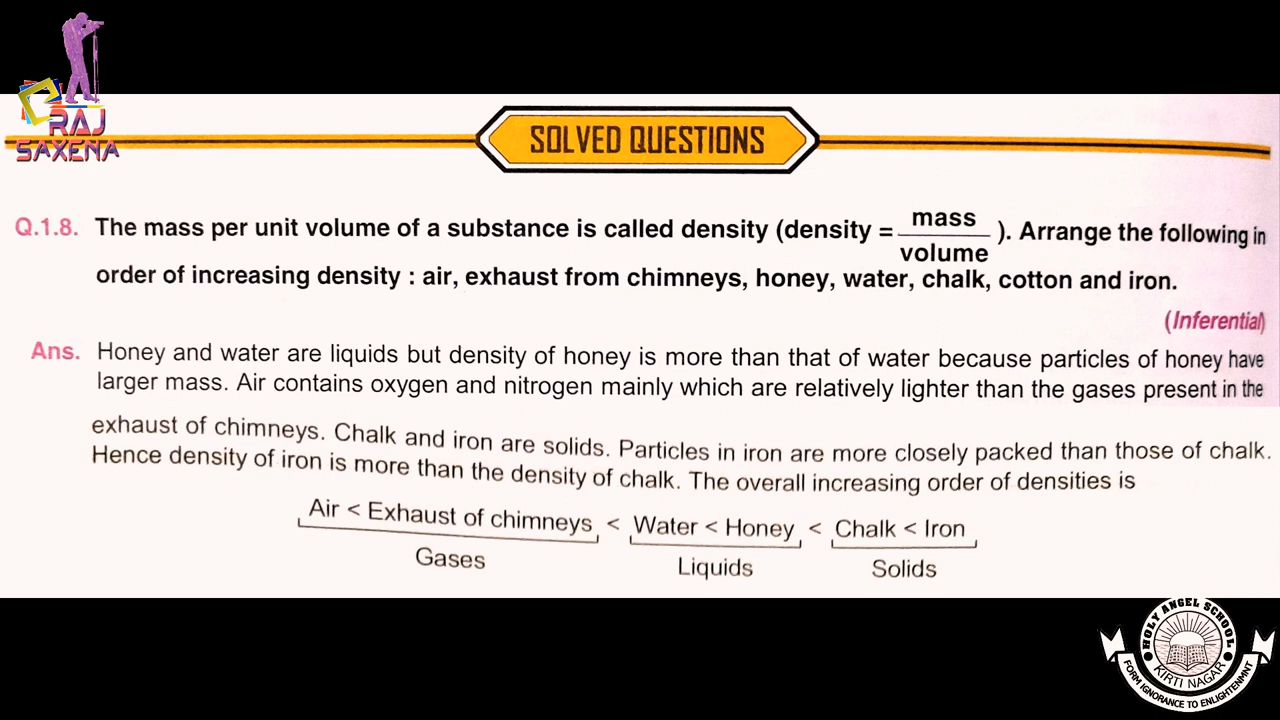 RAJ
SAXENA
SOLVED QUESTIONS
Q.1.8. The mass per unit volume of a substance is called density (density = mass/volume). Arrange the following in
order of increasing density : air, exhaust from chimneys, honey, water, chalk, cotton and iron.
(Inferential)
Ans. Honey and water are liquids but density of honey is more than that of water because particles of honey have
larger mass. Air contains oxygen and nitrogen mainly which are relatively lighter than the gases present in the
exhaust of chimneys. Chalk and iron are solids. Particles in iron are more closely packed than those of chalk.
Hence density of iron is more than the density of chalk. The overall increasing order of densities is
Air < Exhaust of chimneys < Water < Honey < Chalk < Iron
Gases Liquids Solids
HOLY ANGEL SCHOOL
KIRTI NAGAR
FORM IGNORANCE TO ENLIGHTENMNT